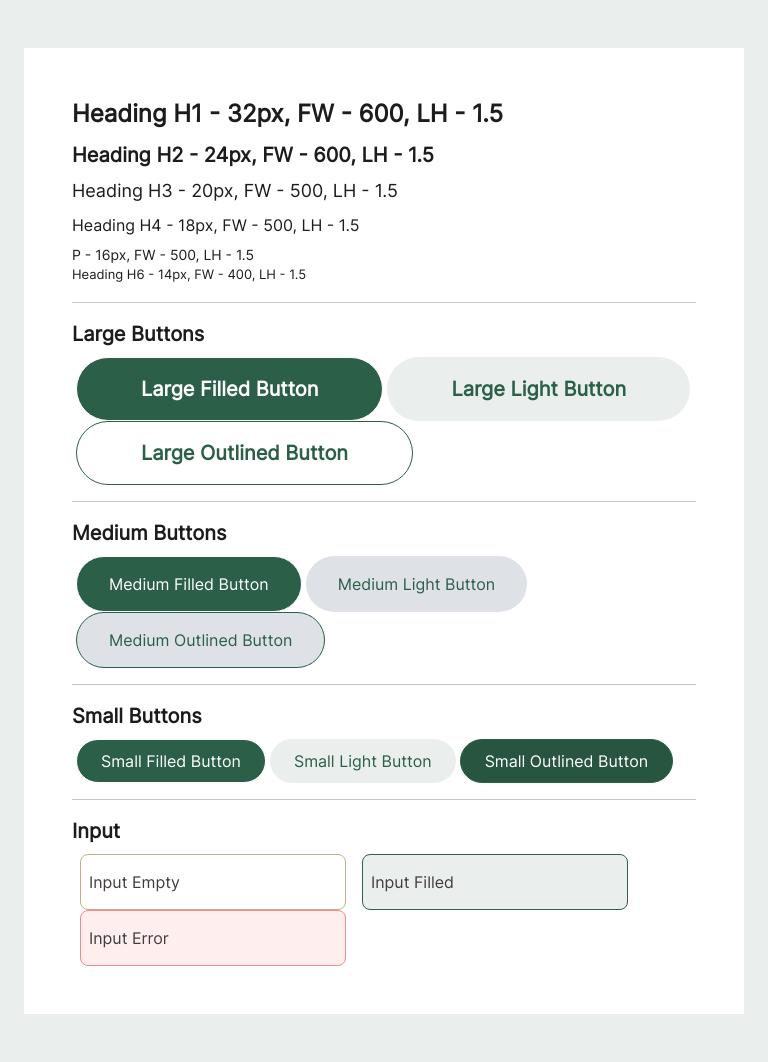 Heading H1 - 32px, FW - 600, LH - 1.5
Heading H2 - 24px, FW - 600, LH - 1.5
Heading H3 - 20px, FW - 500, LH - 1.5
Heading H4 - 18px, FW - 500, LH - 1.5
P - 16px, FW - 500, LH - 1.5
Heading H6 - 14px, FW - 400, LH - 1.5
Large Buttons
Large Filled Button
Large Light Button
Large Outlined Button
Medium Buttons
Medium Filled Button
Medium Light Button
Medium Outlined Button
Small Buttons
Small Filled Button
Small Light Button
Small Outlined Button
Input
Input Empty
Input Filled
Input Error